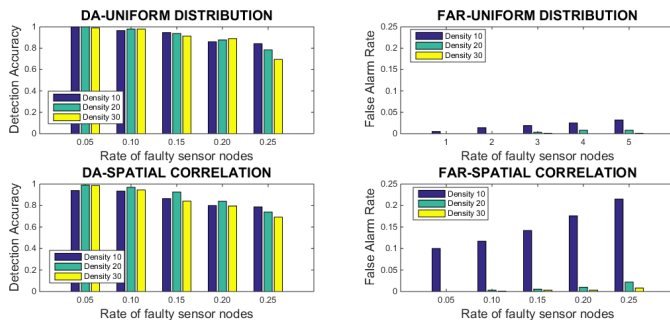 DA-UNIFORM DISTRIBUTION
Detection Accuracy
1
0.8
0.6
0.4
0.2
0
Density 10
Density 20
Density 30
0.05 0.10 0.15 0.20 0.25
Rate of faulty sensor nodes
FAR-UNIFORM DISTRIBUTION
False Alarm Rate
0.25
0.2
0.15
0.1
0.05
0
Density 10
Density 20
Density 30
1 2 3 4 5
Rate of faulty sensor nodes
DA-SPATIAL CORRELATION
Detection Accuracy
1
0.8
0.6
0.4
0.2
0
Density 10
Density 20
Density 30
0.05 0.10 0.15 0.20 0.25
Rate of faulty sensor nodes
FAR-SPATIAL CORRELATION
False Alarm Rate
0.25
0.2
0.15
0.1
0.05
0
Density 10
Density 20
Density 30
0.05 0.10 0.15 0.20 0.25
Rate of faulty sensor nodes